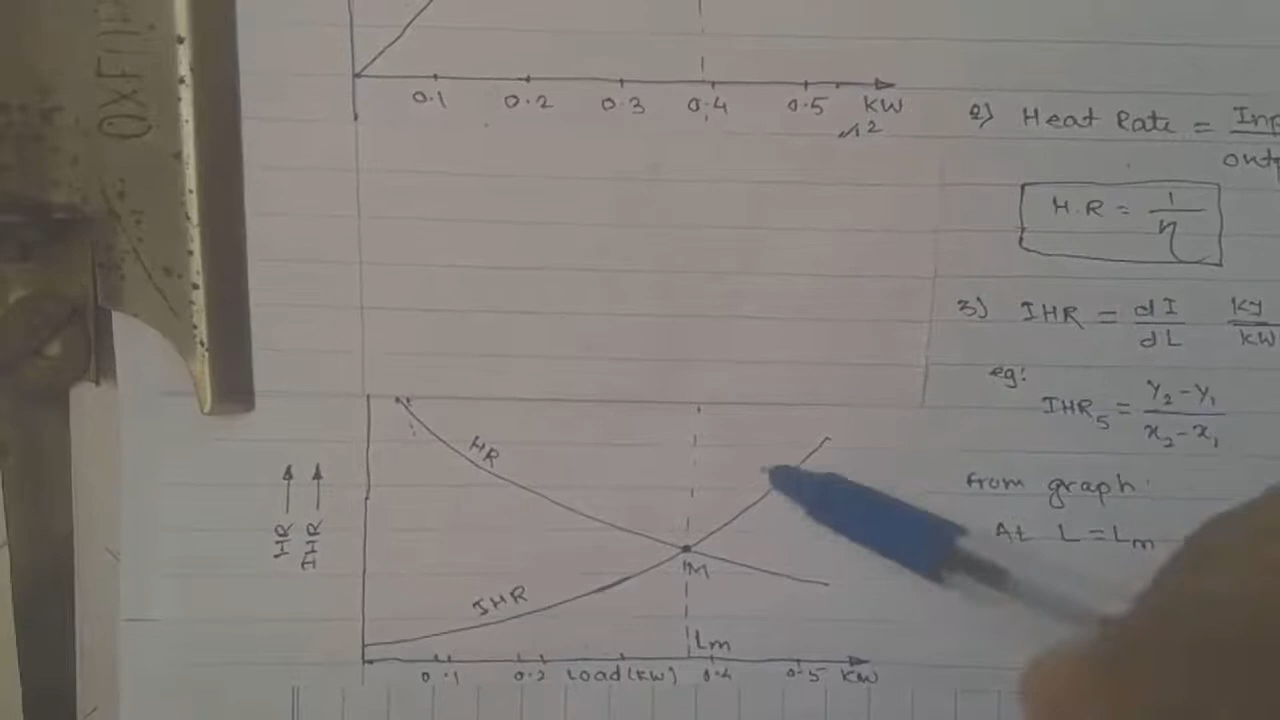 0.1 0.2 0.3 0.4 0.5 KW
2) Heat Rate =
H.R = 1/η
3) IHR = dI/dL
eg:
IHR5 = Y2-Y1/x2-x1
From graph:
At L = Lm
HR
IHR
HR
IHR
M
Lm
0.1 0.2 Load(KW) 0.4 0.5 KW